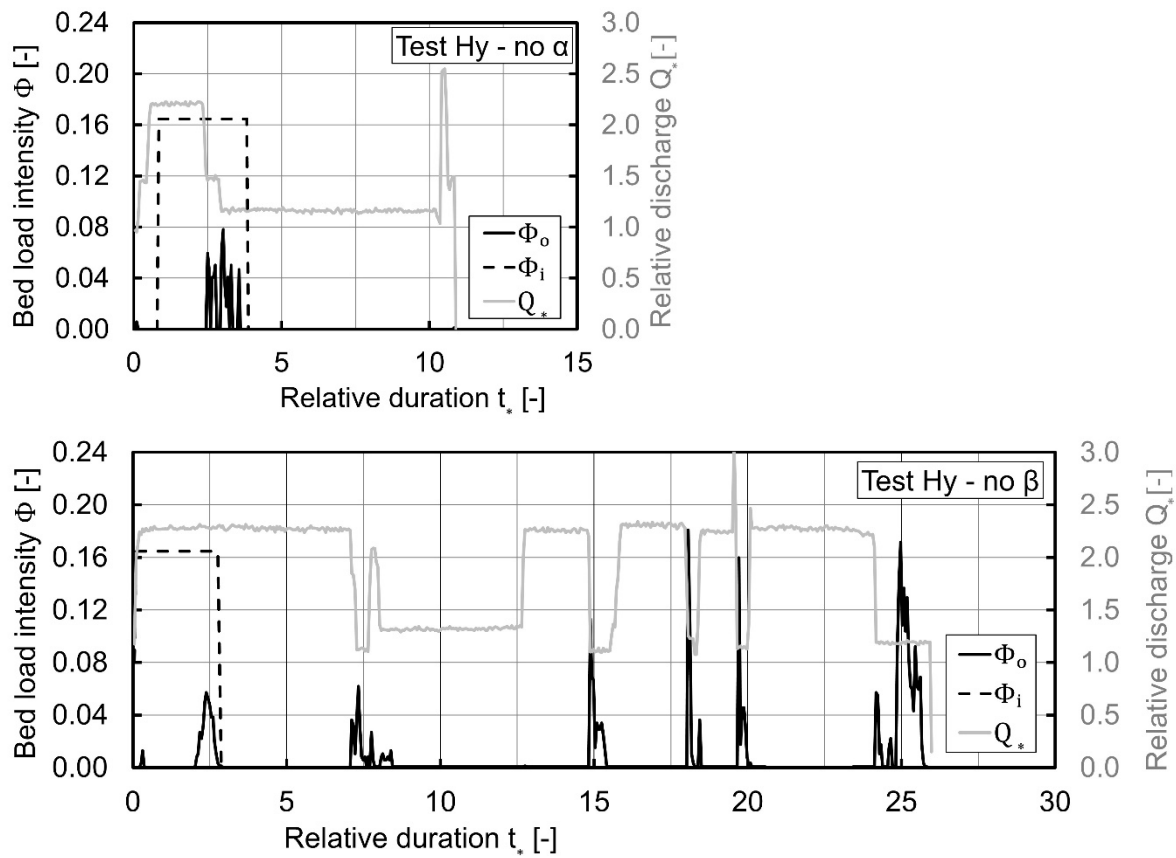 Test Hy - no α
Bed load intensity Φ [-]
0.24
0.20
0.16
0.12
0.08
0.04
0.00
3.0
2.5
2.0
1.5
1.0
0.5
0.0
Relative discharge Q* [-]
Φo
Φi
Q*
0 5 10 15
Relative duration t* [-]
Test Hy - no β
Bed load intensity Φ [-]
0.24
0.20
0.16
0.12
0.08
0.04
0.00
3.0
2.5
2.0
1.5
1.0
0.5
0.0
Relative discharge Q* [-]
Φo
Φi
Q*
0 5 10 15 20 25 30
Relative duration t* [-]